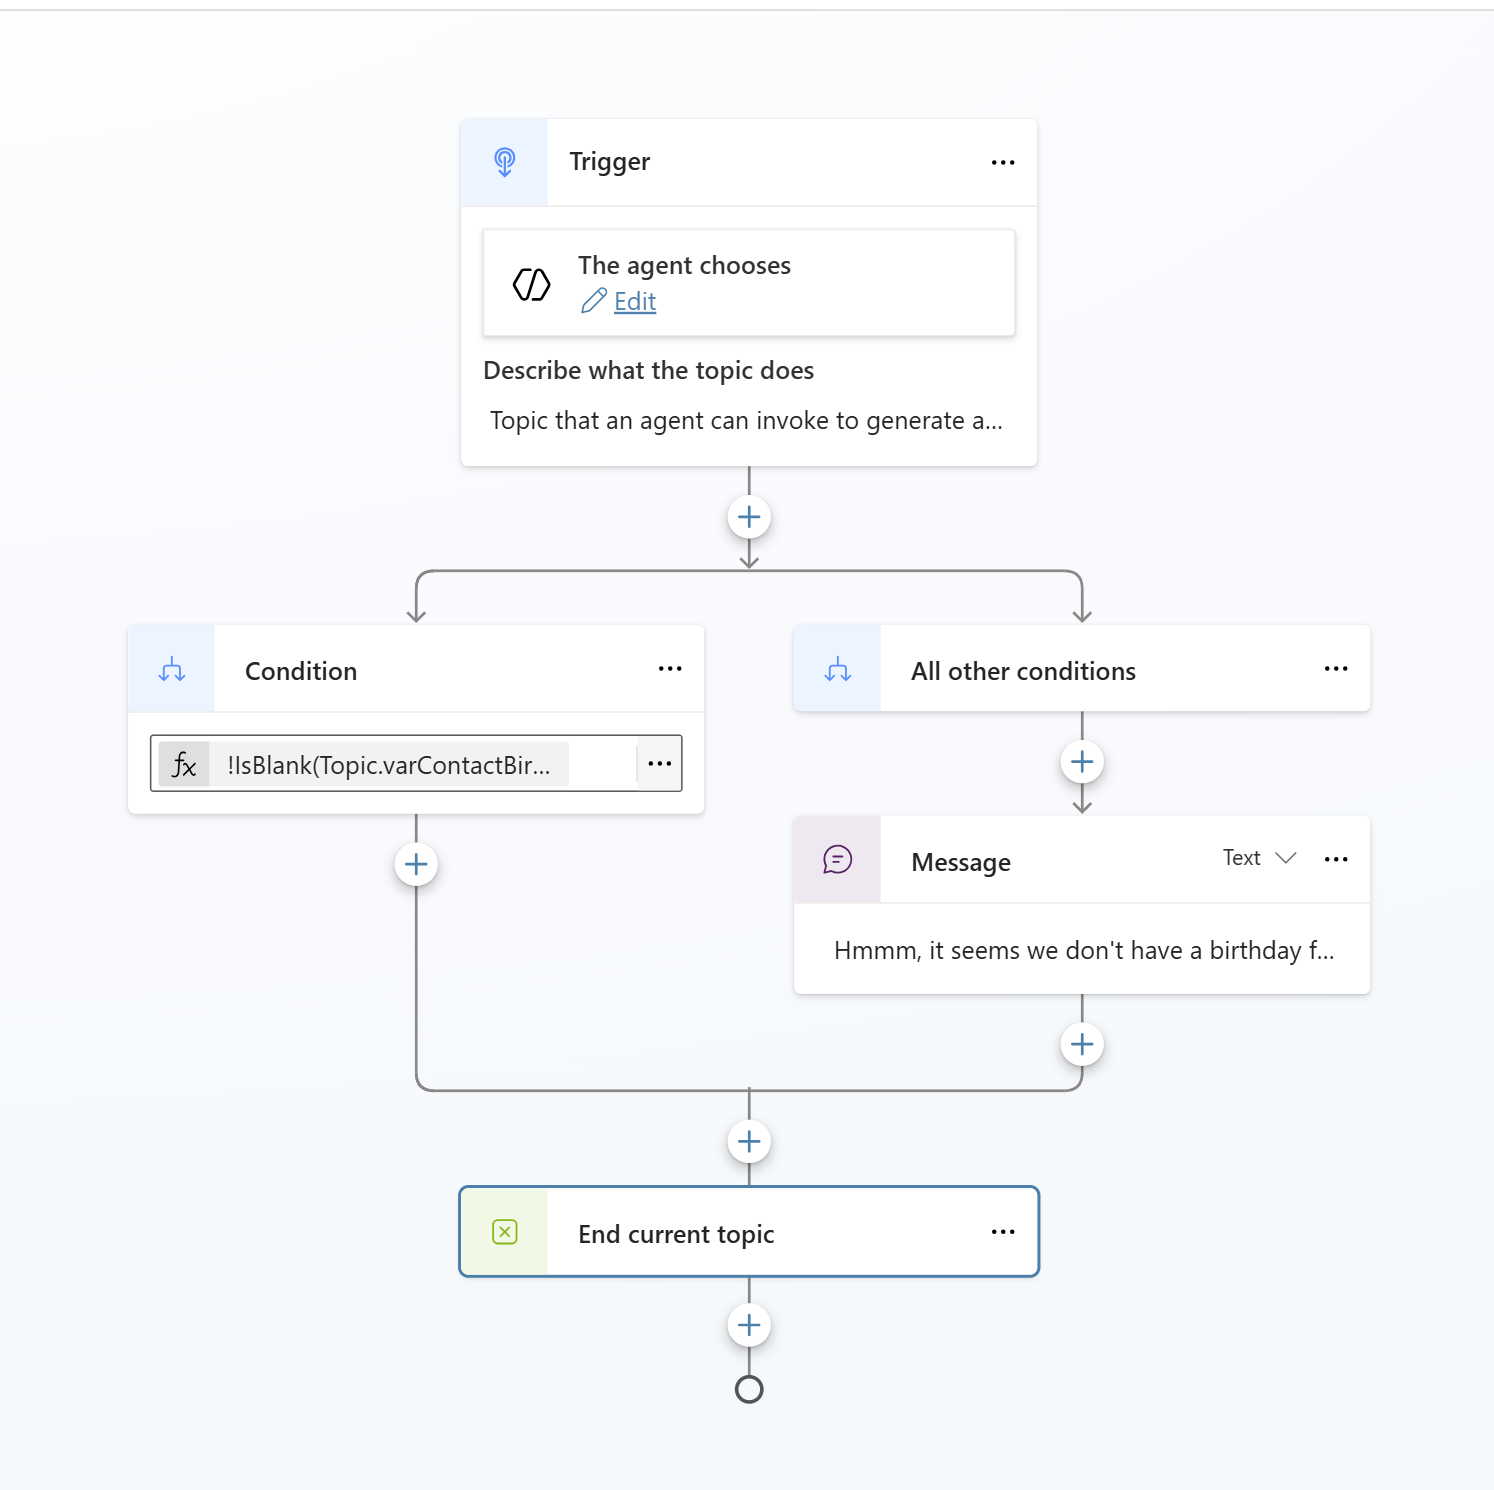 Trigger
The agent chooses
Edit
Describe what the topic does
Topic that an agent can invoke to generate a...
Condition
fx !IsBlank(Topic.varContactBir...
All other conditions
Message
Text
Hmmm, it seems we don't have a birthday f...
End current topic